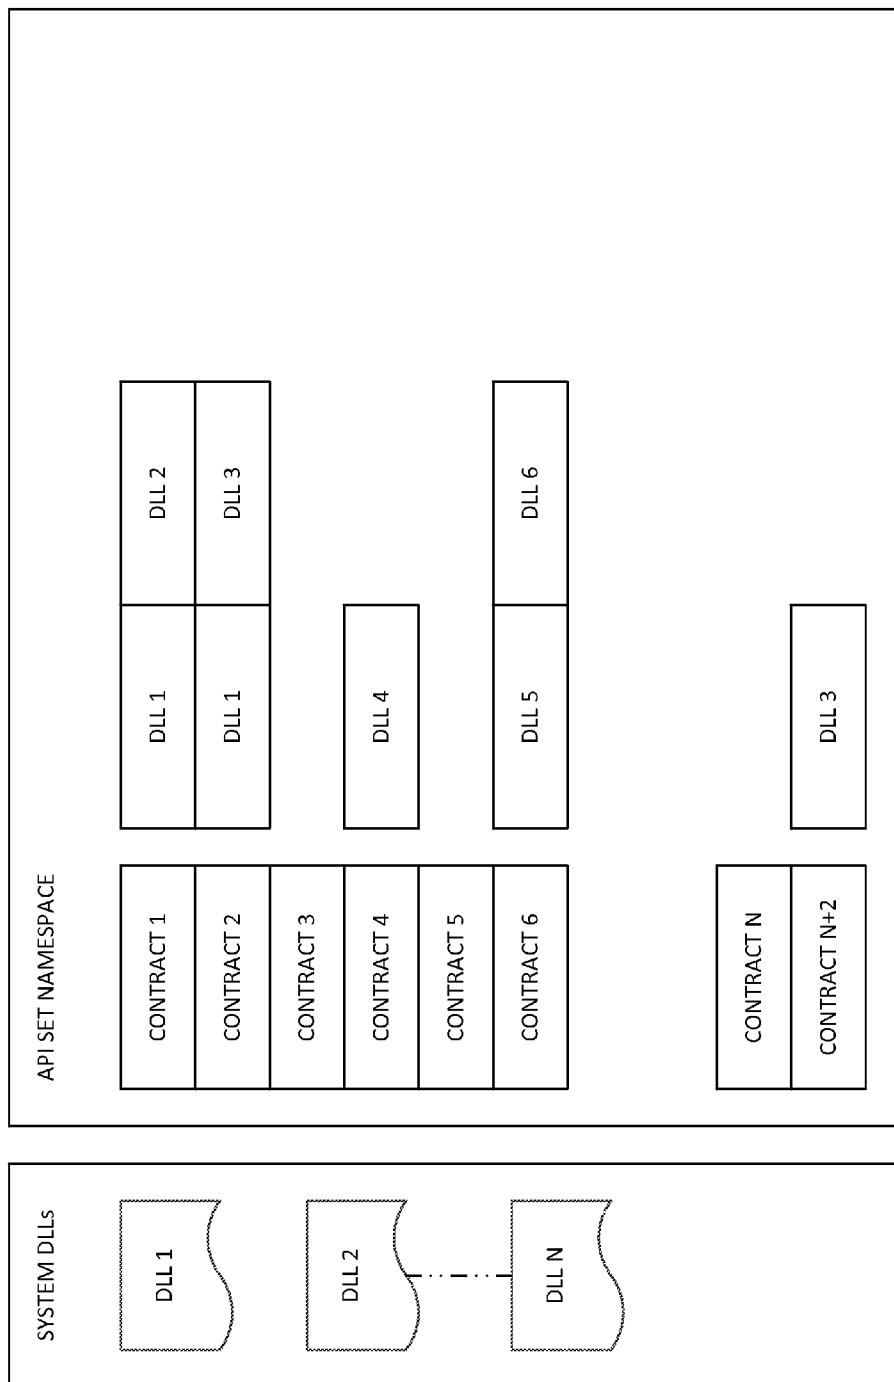 SYSTEM DLLs
DLL 1
DLL 2
DLL N
API SET NAMESPACE
CONTRACT 1
DLL 1
DLL 2
CONTRACT 2
DLL 1
DLL 3
CONTRACT 3
CONTRACT 4
DLL 4
CONTRACT 5
CONTRACT 6
DLL 5
DLL 6
CONTRACT N
CONTRACT N+2
DLL 3